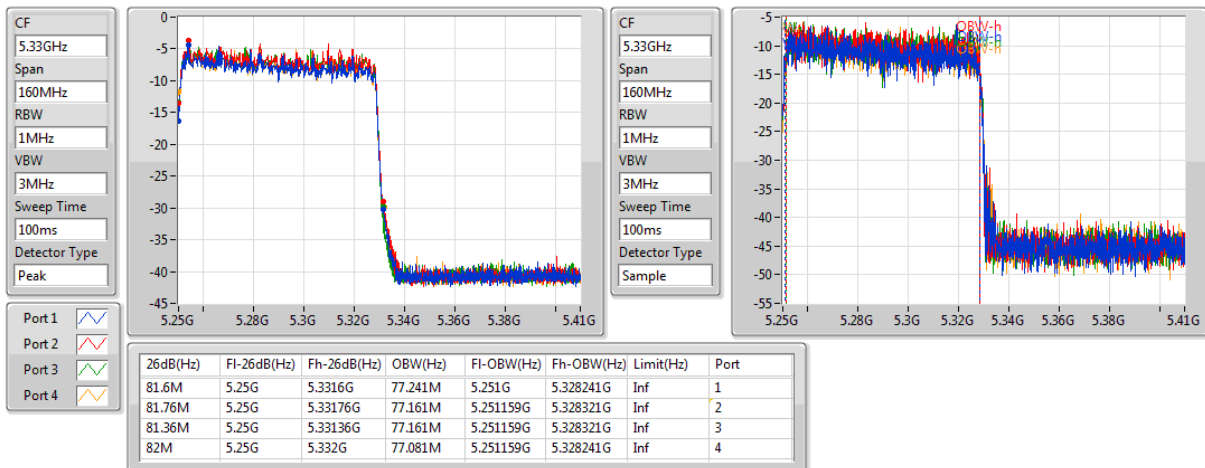 CF
5.33GHz
Span
160MHz
RBW
1MHz
VBW
3MHz
Sweep Time
100ms
Detector Type
Peak
0
-5
-10
-15
-20
-25
-30
-35
-40
-45
5.25G 5.28G 5.3G 5.32G 5.34G 5.36G 5.38G 5.41G
CF
5.33GHz
Span
160MHz
RBW
1MHz
VBW
3MHz
Sweep Time
100ms
Detector Type
Sample
-5
-10
-15
-20
-25
-30
-35
-40
-45
-50
-55
OBW-h
OBW-h
5.25G 5.28G 5.3G 5.32G 5.34G 5.36G 5.38G 5.41G
Port 1
Port 2
Port 3
Port 4
26dB(Hz) Fl-26dB(Hz) Fh-26dB(Hz) OBW(Hz) Fl-OBW(Hz) Fh-OBW(Hz) Limit(Hz) Port
81.6M 5.25G 5.3316G 77.241M 5.251G 5.328241G Inf 1
81.76M 5.25G 5.33176G 77.161M 5.251159G 5.328321G Inf 2
81.36M 5.25G 5.33136G 77.161M 5.251159G 5.328321G Inf 3
82M 5.25G 5.332G 77.081M 5.251159G 5.328241G Inf 4